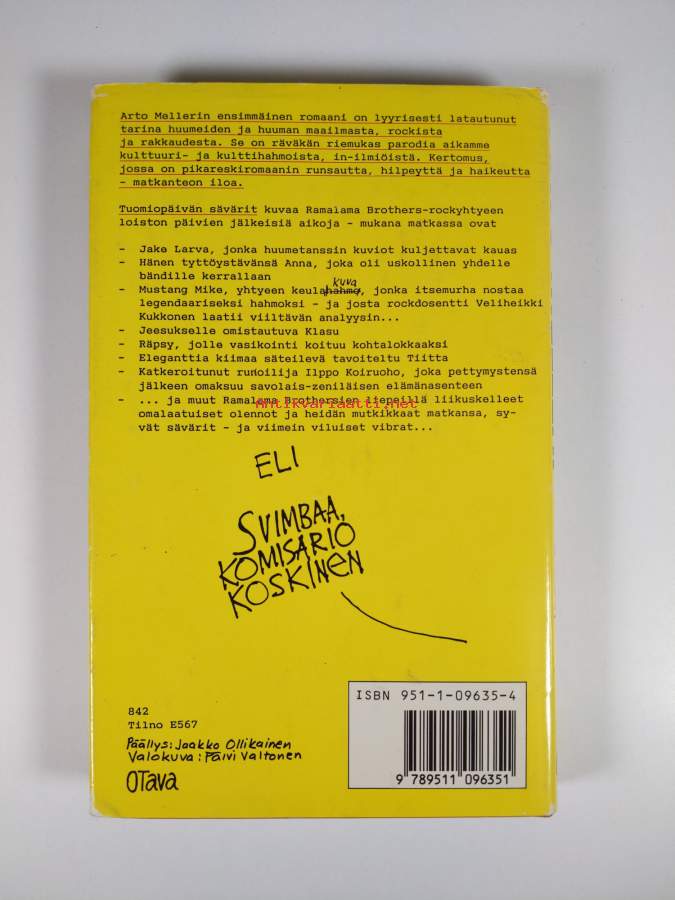 Arto Mellerin ensimmäinen romaani on lyyrisesti latautunut
tarina huumeiden ja huuman maailmasta, rockista
ja rakkaudesta. Se on räväkän riemukas parodia aikamme
kulttuuri- ja kulttihahmoista, in-ilmiöistä. Kertomus,
jossa on pikareskiromaanin runsautta, hilpeyttä ja haikeutta
- matkanteon iloa.
Tuomiopäivän sävärit kuvaa Ramalama Brothers-rockyhtyeen
loiston päivien jälkeisiä aikoja - mukana matkassa ovat
- Jake Larva, jonka huumetanssin kuviot kuljettavat kauas
- Hänen tyttöystävänsä Anna, joka oli uskollinen yhdelle
bändille kerrallaan
kuva
- Mustang Mike, yhtyeen keulahahmo, jonka itsemurha nostaa
legendaariseksi hahmoksi - ja josta rockdosentti Veliheikki
Kukkonen laatii viiltävän analyysin...
- Jeesukselle omistautuva Klasu
- Räpsy, jolle vasikointi koituu kohtalokkaaksi
- Eleganttia kiimaa säteilevä tavoiteltu Tiitta
- Katkeroitunut runoilija Ilppo Koiruoho, joka pettymystensä
jälkeen omaksuu savolais-zeniläisen elämänasenteen
- ... ja muut Ramalama Brothersien liepeillä liikuskelleet
Antikvariaatti.net
omalaatuiset olennot ja heidän mutkikkaat matkansa, sy-
vät sävärit - ja viimein viluiset vibrat...
ELI
SVIMBAA,
KOMISARIO
KOSKINEN
ISBN 951-1-09635-4
842
Tilno E567
Päällys: Jaakko Ollikainen
Valokuva: Päivi Valtonen
OTava
9 789511 096351